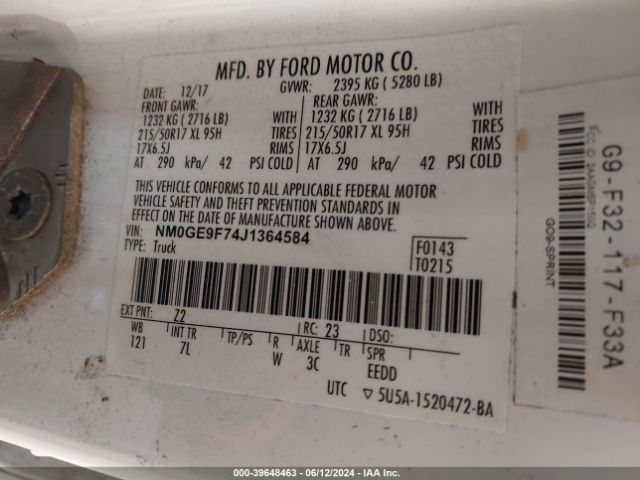 MFD. BY FORD MOTOR CO.
DATE: 12/17 GVWR: 2395 KG ( 5280 LB)
FRONT GAWR: REAR GAWR:
1232 KG (2716 LB) WITH 1232 KG ( 2716 LB) WITH
215/50R17 XL 95H TIRES 215/50R17 XL 95H TIRES
17X6.5J RIMS 17X6.5J RIMS
AT 290 kPa/ 42 PSI COLD AT 290 kPa/ 42 PSI COLD
THIS VEHICLE CONFORMS TO ALL APPLICABLE FEDERAL MOTOR
VEHICLE SAFETY AND THEFT PREVENTION STANDARDS IN
EFFECT ON THE DATE OF MANUFACTURE SHOWN ABOVE.
VIN: NM0GE9F74J1364584
TYPE: Truck
F0143
T0215
EXT PNT: Z2 RC: 23 DSO:
WB INT TR TP/PS R AXLE TR SPR
121 7L W 3C EEDD
UTC ▽ 5U5A-1520472-BA
G9-F32-117-F33A
GO9-SPRINT
000-39648463 - 06/12/2024 - IAA Inc.